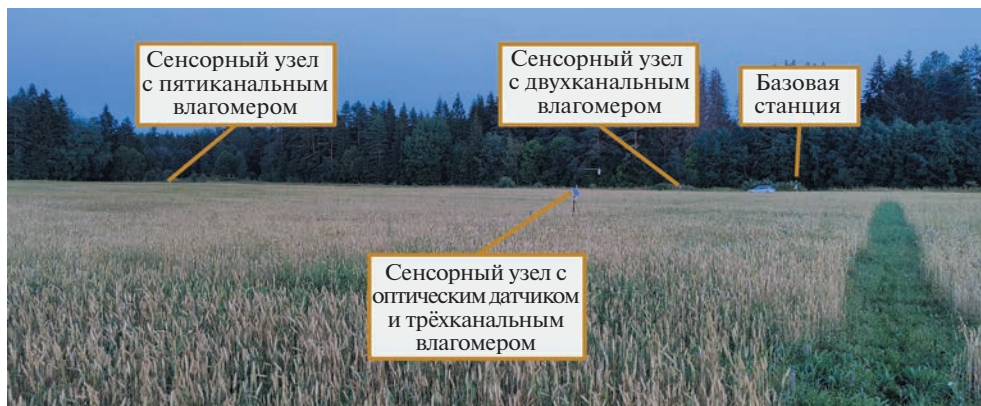 Сенсорный узел
с пятиканальным
влагомером
Сенсорный узел
с двухканальным
влагомером
Базовая
станция
Сенсорный узел с
оптическим датчиком
и трёхканальным
влагомером